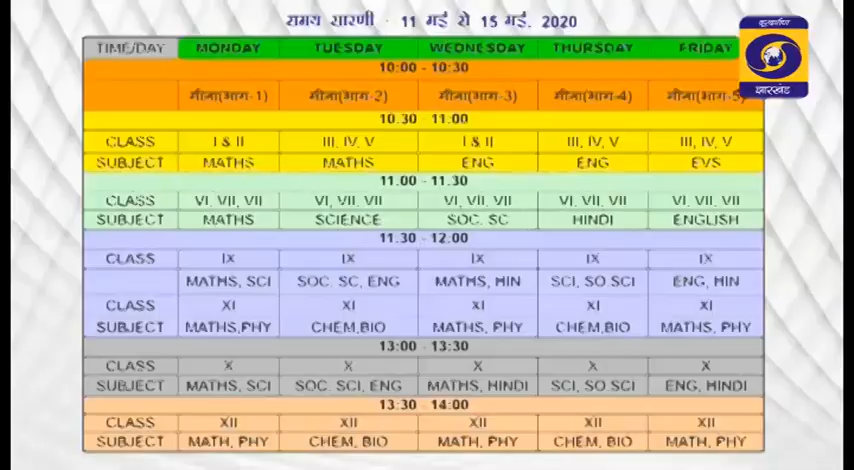 समय सारणी - 11 मई से 15 मई, 2020
दूरदर्शन
झारखंड
TIME/DAY MONDAY TUESDAY WEDNESDAY THURSDAY FRIDAY
10:00 - 10:30
मीना(भाग-1) मीना(भाग-2) मीना(भाग-3) मीना(भाग-4) मीना(भाग-5)
10.30 - 11:00
CLASS I & II III, IV, V I & II III, IV, V III, IV, V
SUBJECT MATHS MATHS ENG ENG EVS
11.00 - 11.30
CLASS VI, VII, VII VI, VII, VII VI, VII, VII VI, VII, VII VI, VII, VII
SUBJECT MATHS SCIENCE SOC. SC HINDI ENGLISH
11.30 - 12:00
CLASS IX IX IX IX IX
MATHS, SCI SOC. SC, ENG MATHS, HIN SCI, SO SCI ENG, HIN
CLASS XI XI XI XI XI
SUBJECT MATHS,PHY CHEM,BIO MATHS, PHY CHEM,BIO MATHS, PHY
13:00 - 13:30
CLASS X X X X X
SUBJECT MATHS, SCI SOC. SCI, ENG MATHS, HINDI SCI, SO SCI ENG, HINDI
13:30 - 14:00
CLASS XII XII XII XII XII
SUBJECT MATH, PHY CHEM, BIO MATH, PHY CHEM, BIO MATH, PHY